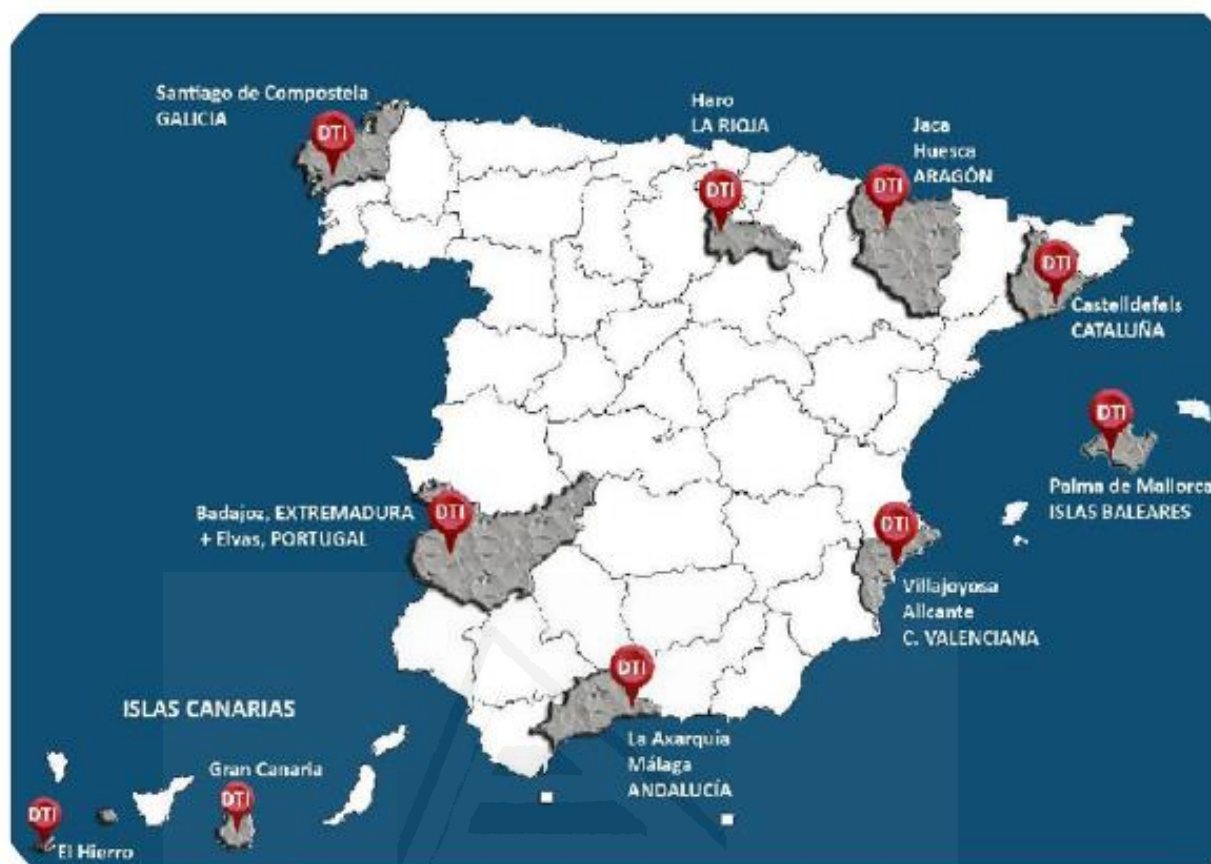 Santiago de Compostela
GALICIA
DTI
Haro
LA RIOJA
DTI
Jaca
Huesca
ARAGÓN
DTI
DTI
Castelldefels
CATALUÑA
DTI
Palma de Mallorca
ISLAS BALEARES
DTI
Badajoz, EXTREMADURA
+ Elvas, PORTUGAL
DTI
Villajoyosa
Alicante
C. VALENCIANA
DTI
La Axarquía
Málaga
ANDALUCÍA
ISLAS CANARIAS
Gran Canaria
DTI
DTI
El Hierro